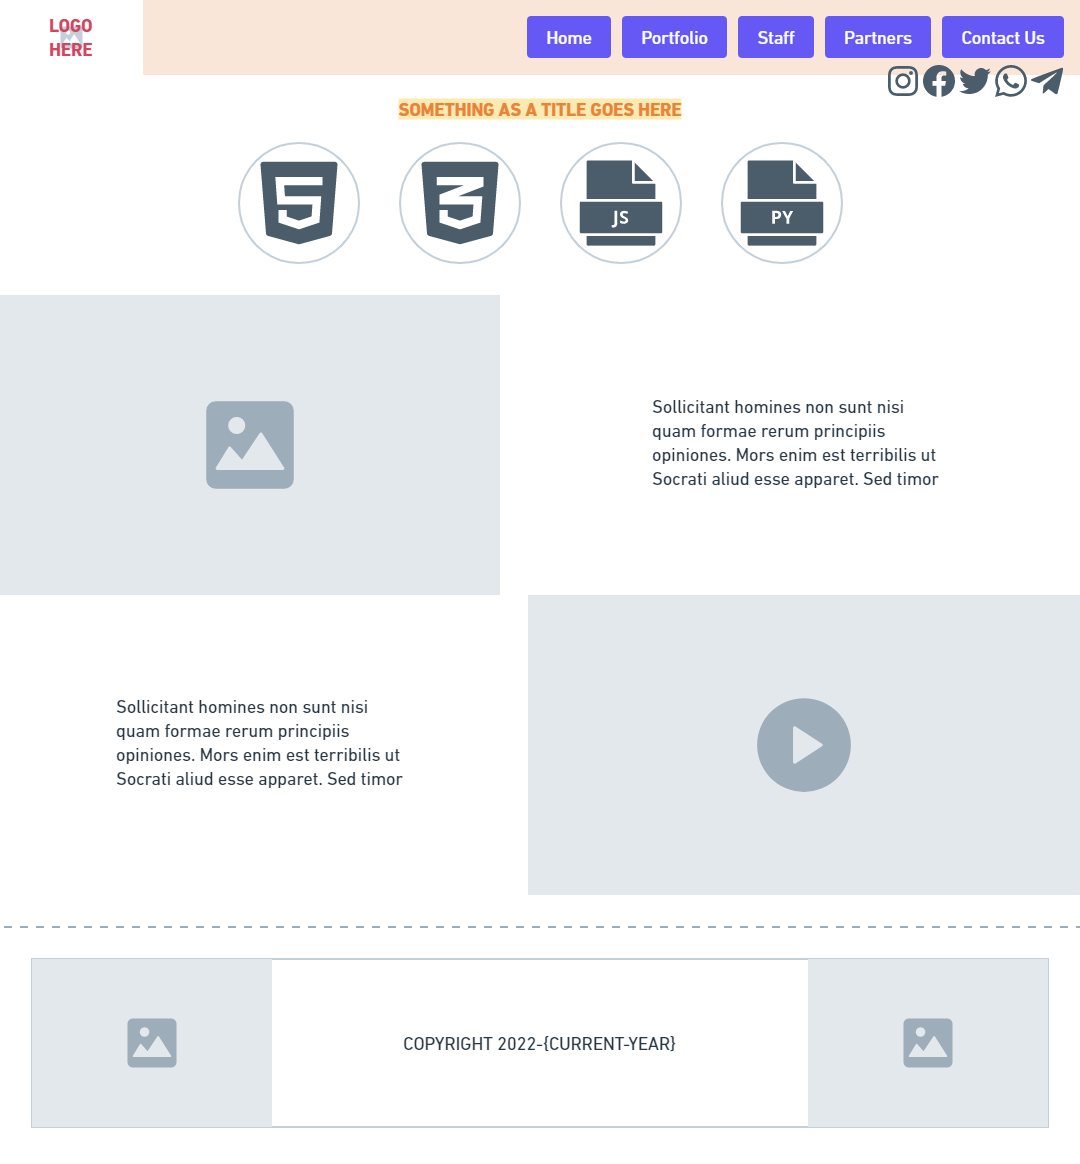 LOGO
HERE
Home
Portfolio
Staff
Partners
Contact Us
SOMETHING AS A TITLE GOES HERE
5
3
JS
PY
Sollicitant homines non sunt nisi
quam formae rerum principiis
opiniones. Mors enim est terribilis ut
Socrati aliud esse apparet. Sed timor
Sollicitant homines non sunt nisi
quam formae rerum principiis
opiniones. Mors enim est terribilis ut
Socrati aliud esse apparet. Sed timor
COPYRIGHT 2022-{CURRENT-YEAR}